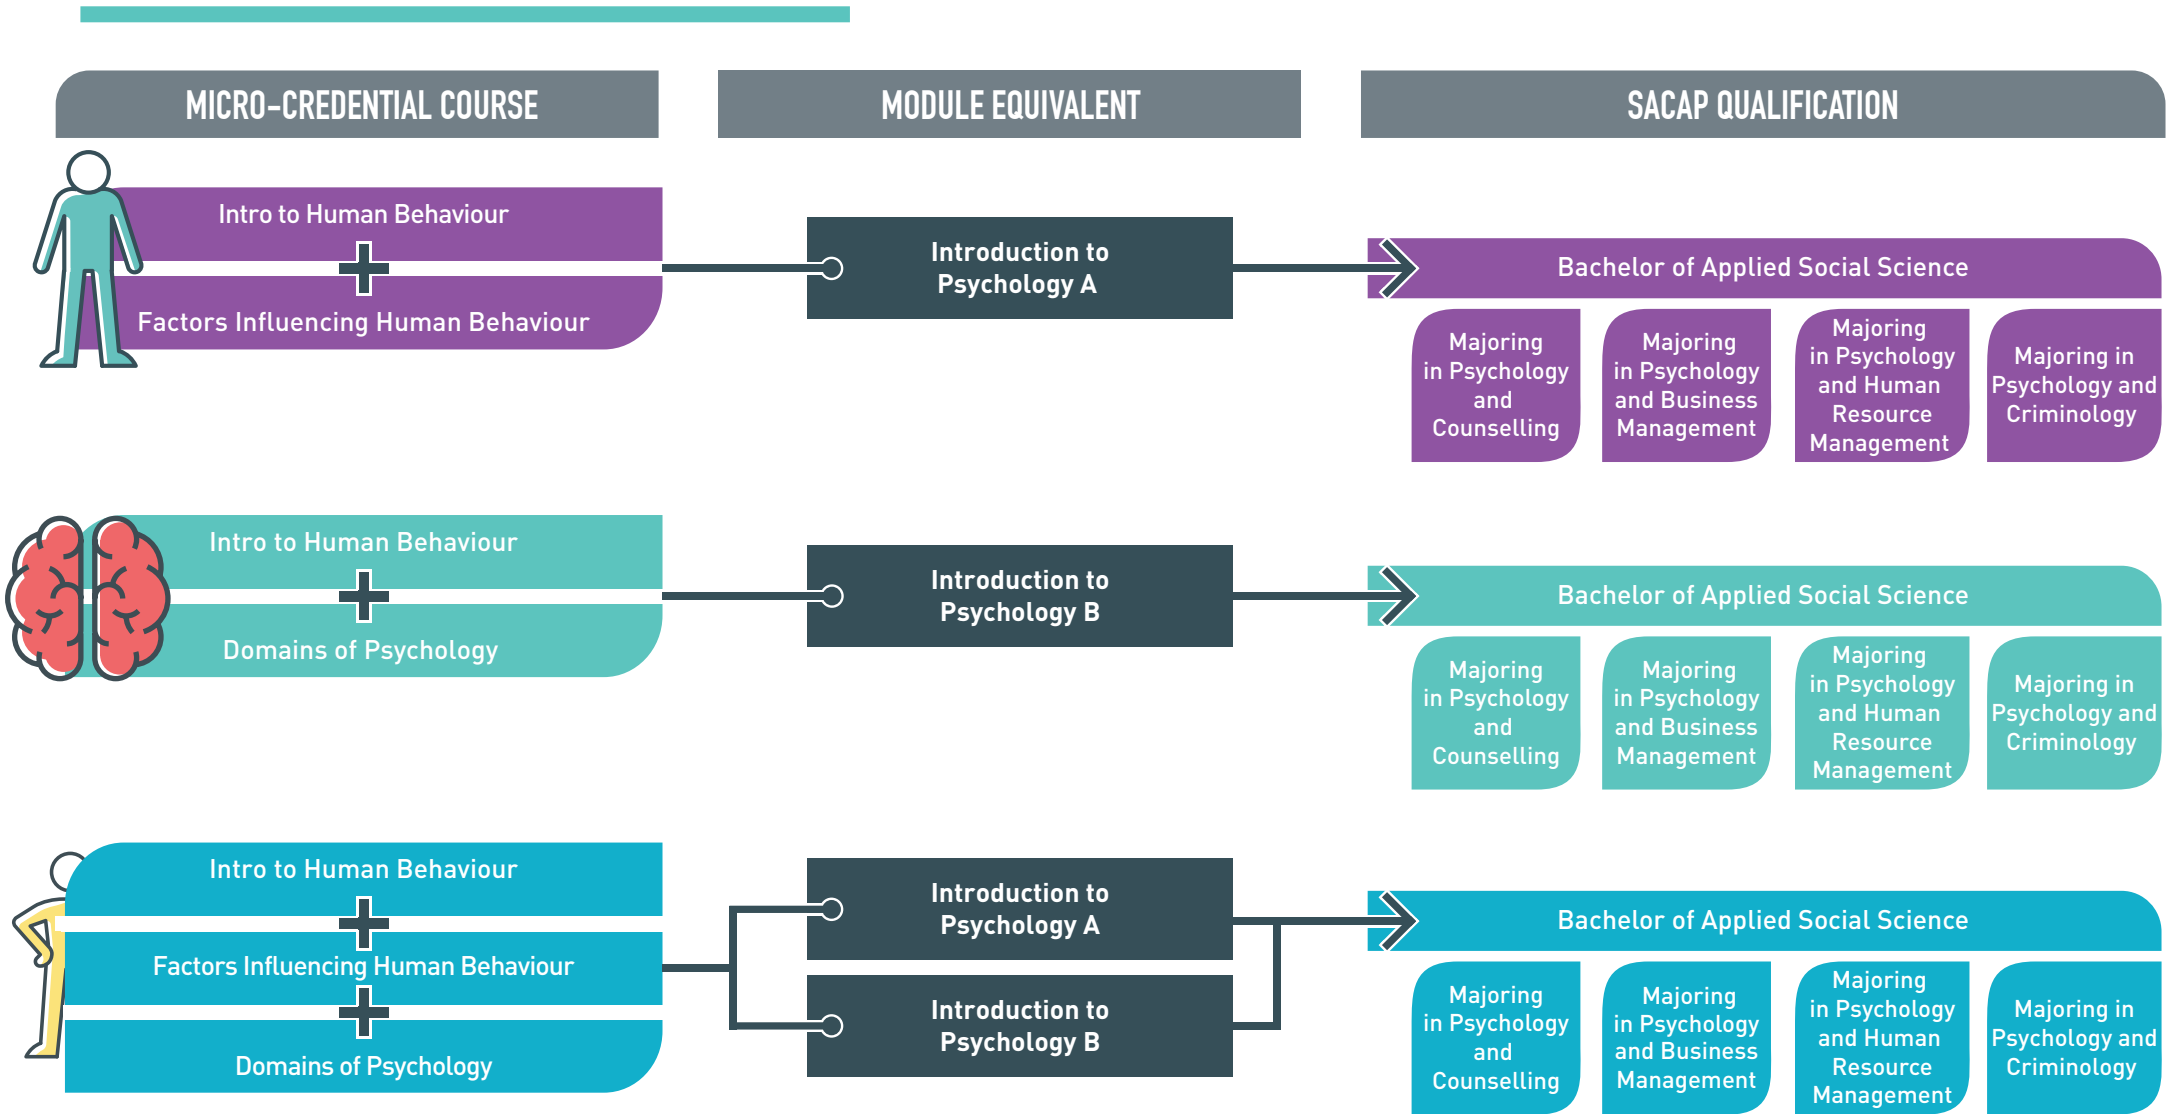 MICRO-CREDENTIAL COURSE
MODULE EQUIVALENT
SACAP QUALIFICATION
Intro to Human Behaviour
Factors Influencing Human Behaviour
Introduction to
Psychology A
Bachelor of Applied Social Science
Majoring
in Psychology
and
Counselling
Majoring
in Psychology
and Business
Management
Majoring
in Psychology
and Human
Resource
Management
Majoring in
Psychology and
Criminology
Intro to Human Behaviour
Domains of Psychology
Introduction to
Psychology B
Bachelor of Applied Social Science
Majoring
in Psychology
and
Counselling
Majoring
in Psychology
and Business
Management
Majoring
in Psychology
and Human
Resource
Management
Majoring in
Psychology and
Criminology
Intro to Human Behaviour
Factors Influencing Human Behaviour
Domains of Psychology
Introduction to
Psychology A
Introduction to
Psychology B
Bachelor of Applied Social Science
Majoring
in Psychology
and
Counselling
Majoring
in Psychology
and Business
Management
Majoring
in Psychology
and Human
Resource
Management
Majoring in
Psychology and
Criminology